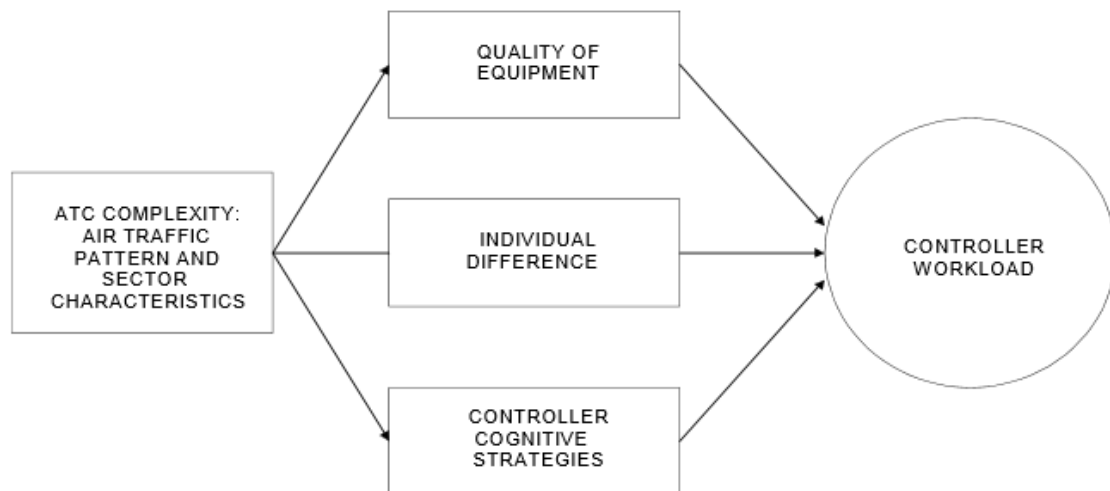 QUALITY OF
EQUIPMENT
ATC COMPLEXITY:
AIR TRAFFIC
PATTERN AND
SECTOR
CHARACTERISTICS
INDIVIDUAL
DIFFERENCE
CONTROLLER
COGNITIVE
STRATEGIES
CONTROLLER
WORKLOAD